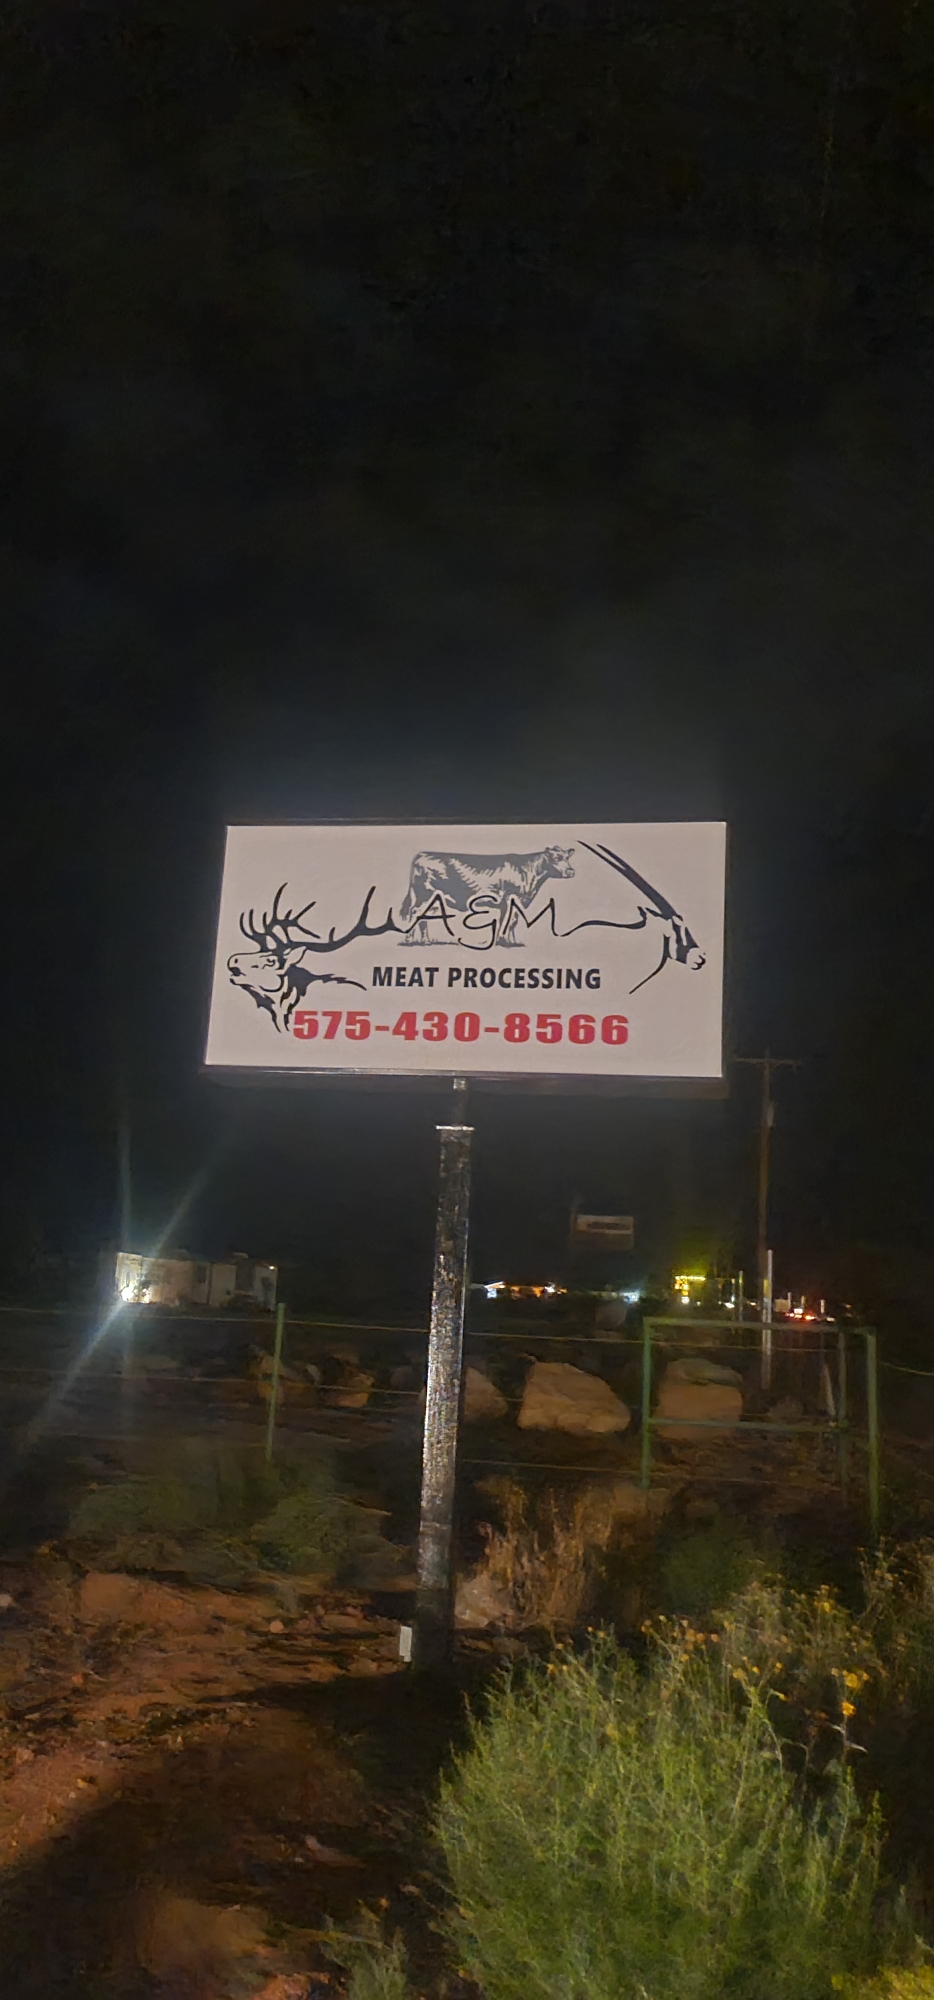 A&M
MEAT PROCESSING
575-430-8566